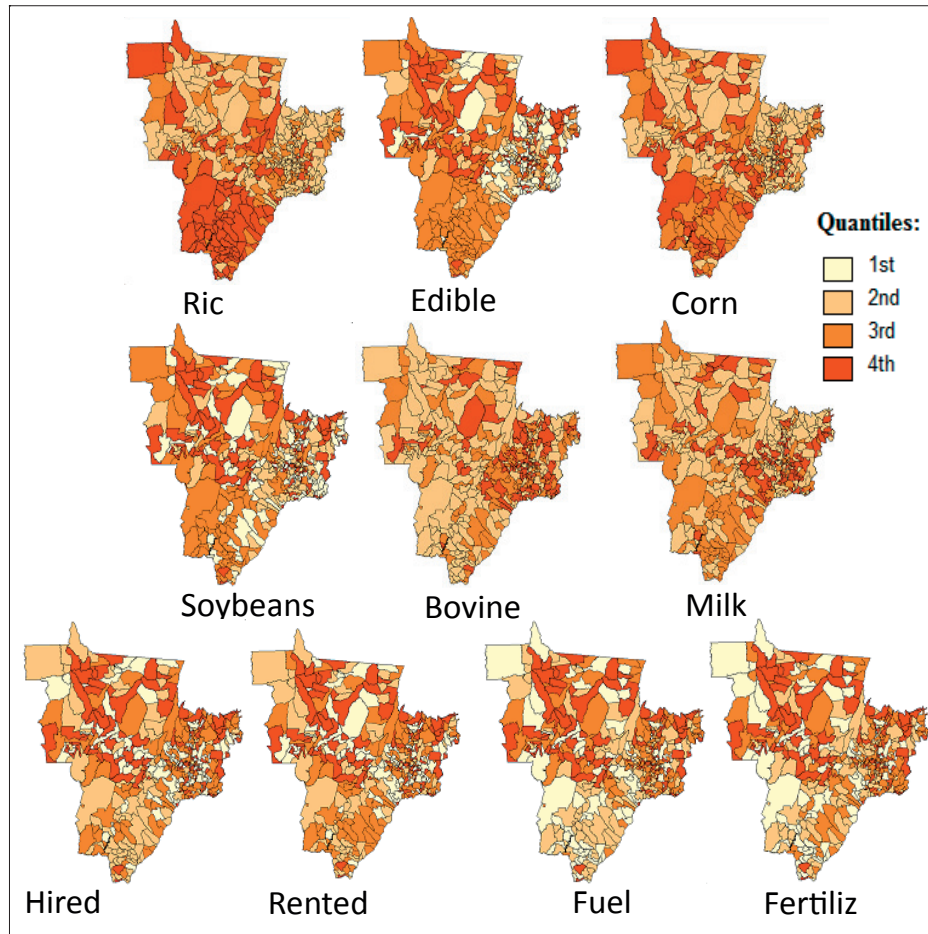 Ric
Edible
Corn
Quantiles:
1st
2nd
3rd
4th
Soybeans
Bovine
Milk
Hired
Rented
Fuel
Fertiliz